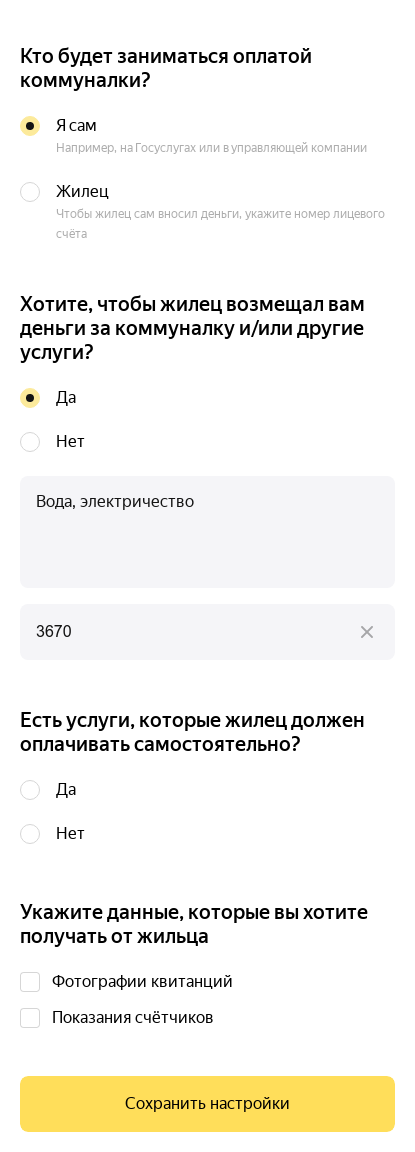 Кто будет заниматься оплатой
коммуналки?
Я сам
Например, на Госуслугах или в управляющей компании
Жилец
Чтобы жилец сам вносил деньги, укажите номер лицевого
счёта
Хотите, чтобы жилец возмещал вам
деньги за коммуналку и/или другие
услуги?
Да
Нет
Вода, электричество
3670
Есть услуги, которые жилец должен
оплачивать самостоятельно?
Да
Нет
Укажите данные, которые вы хотите
получать от жильца
Фотографии квитанций
Показания счётчиков
Сохранить настройки